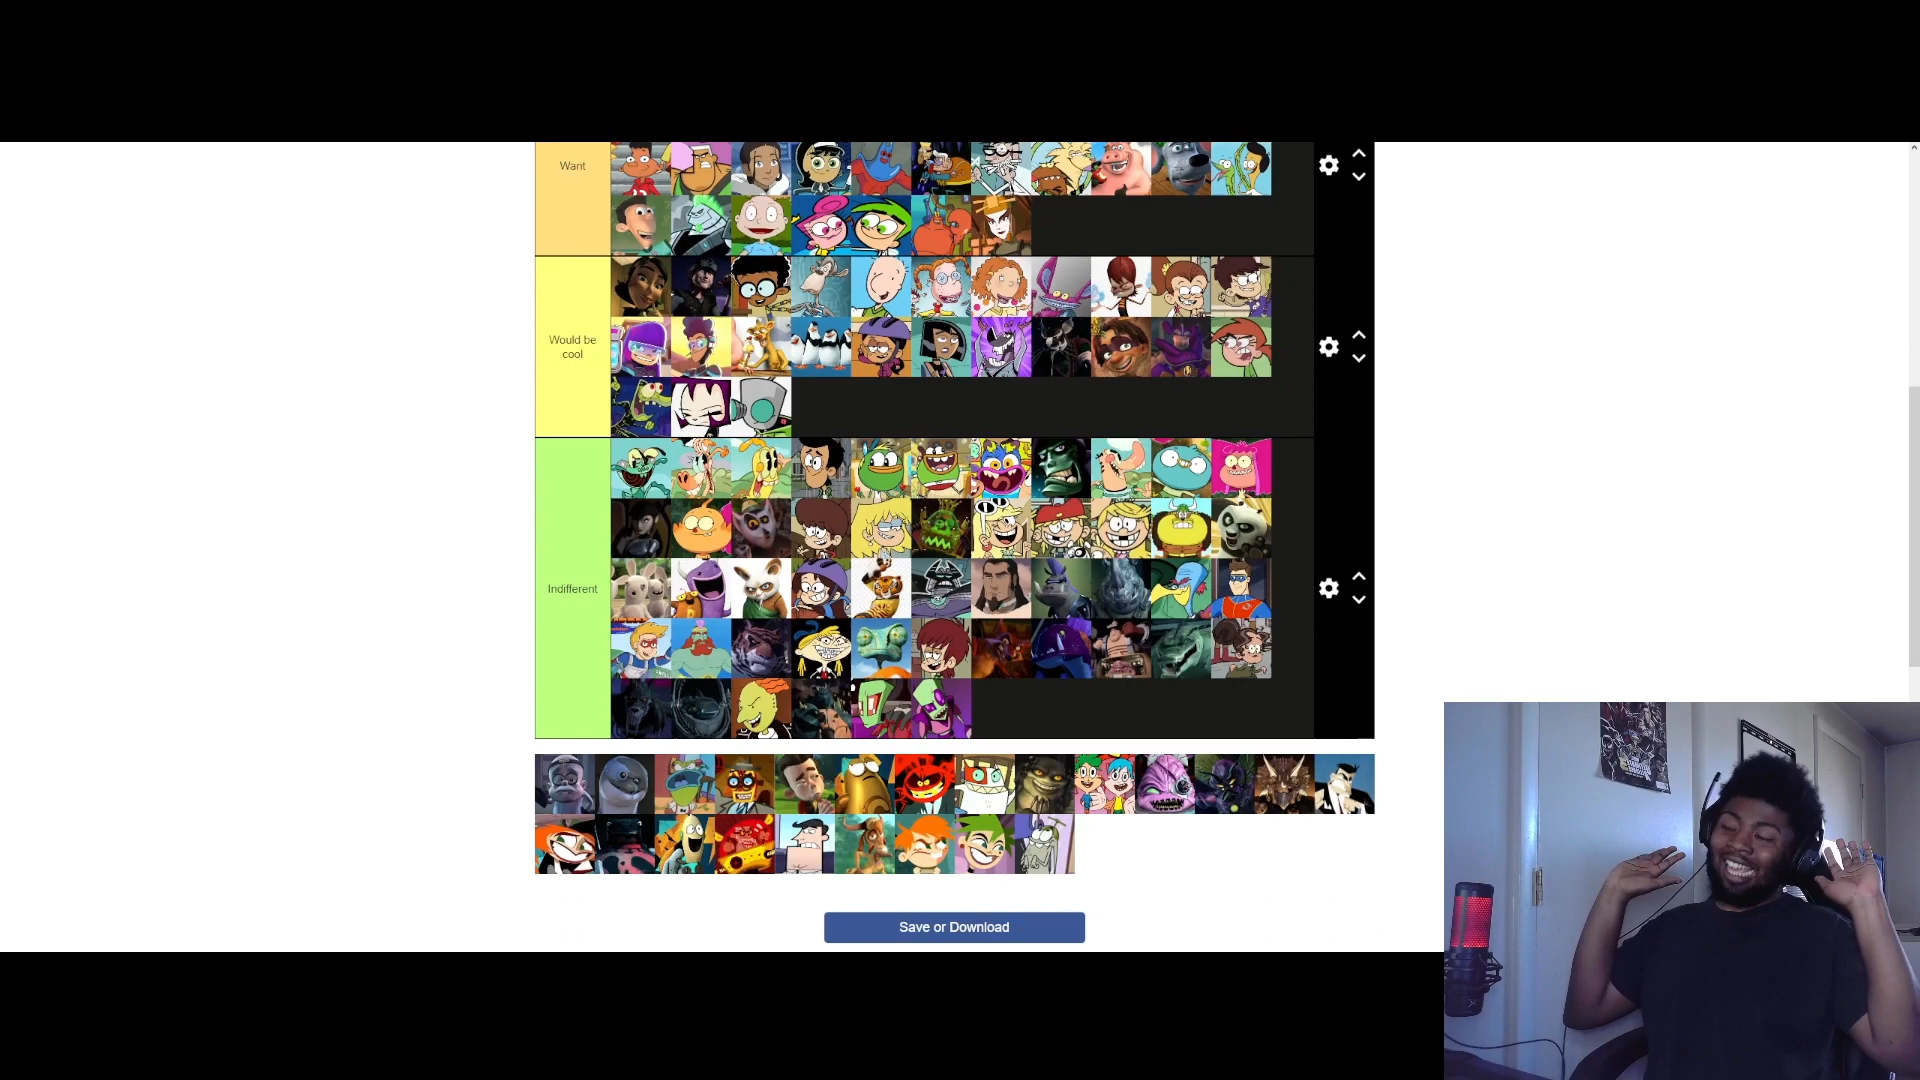 Want
Would be
cool
Indifferent
Save or Download